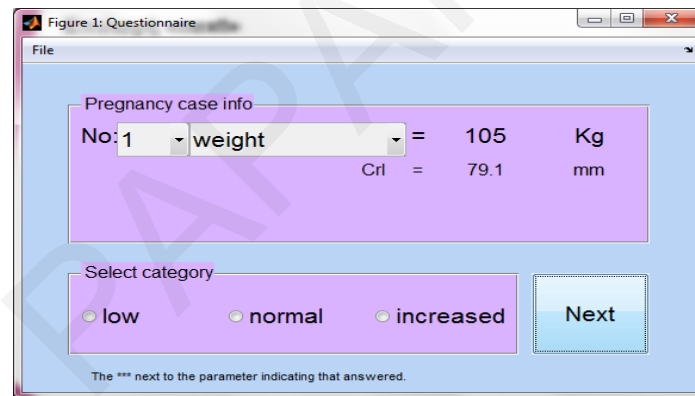 Figure 1: Questionnaire
File
Pregnancy case info
No: 1 weight = 105 Kg
Crl = 79.1 mm
Select category
low normal increased
Next
The *** next to the parameter indicating that answered.